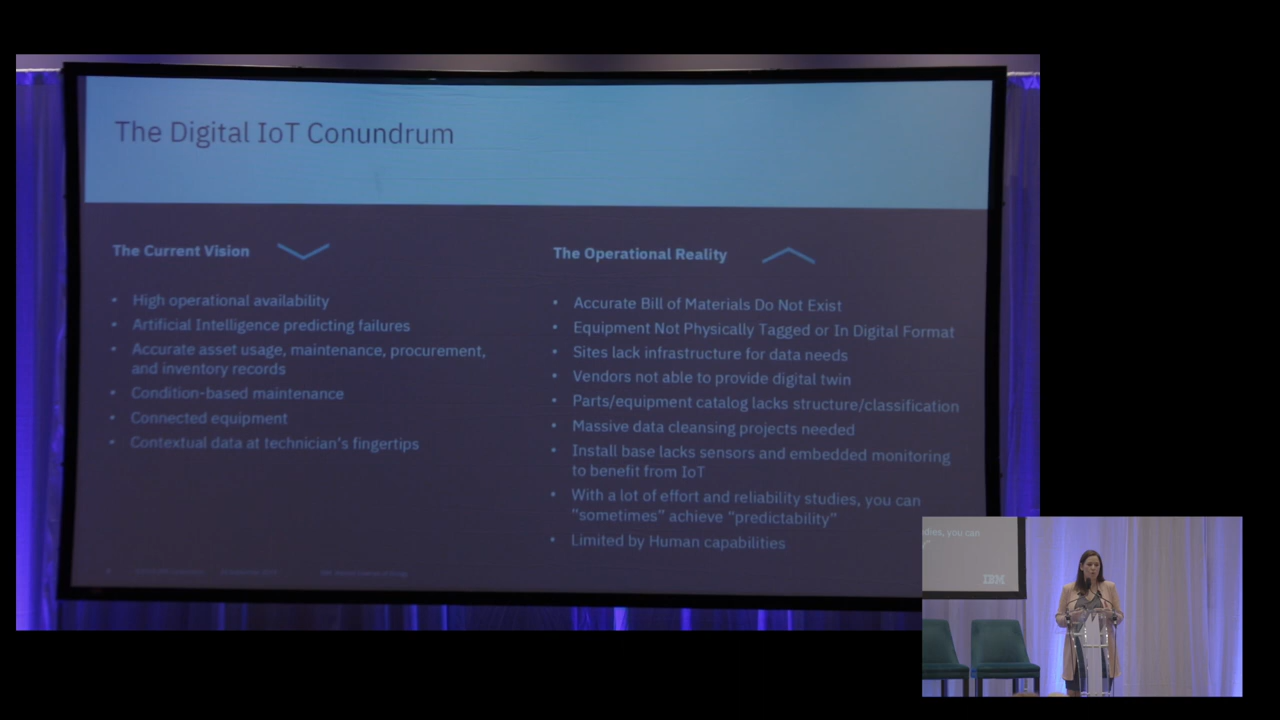 The Digital IoT Conundrum
The Current Vision
• High operational availability
• Artificial Intelligence predicting failures
• Accurate asset usage, maintenance, procurement,
and inventory records
• Condition-based maintenance
• Connected equipment
• Contextual data at technician's fingertips
The Operational Reality
• Accurate Bill of Materials Do Not Exist
• Equipment Not Physically Tagged or In Digital Format
• Sites lack infrastructure for data needs
• Vendors not able to provide digital twin
• Parts/equipment catalog lacks structure/classification
• Massive data cleansing projects needed
• Install base lacks sensors and embedded monitoring
to benefit from IoT
• With a lot of effort and reliability studies, you can
"sometimes" achieve "predictability"
• Limited by Human capabilities
you can
IBM